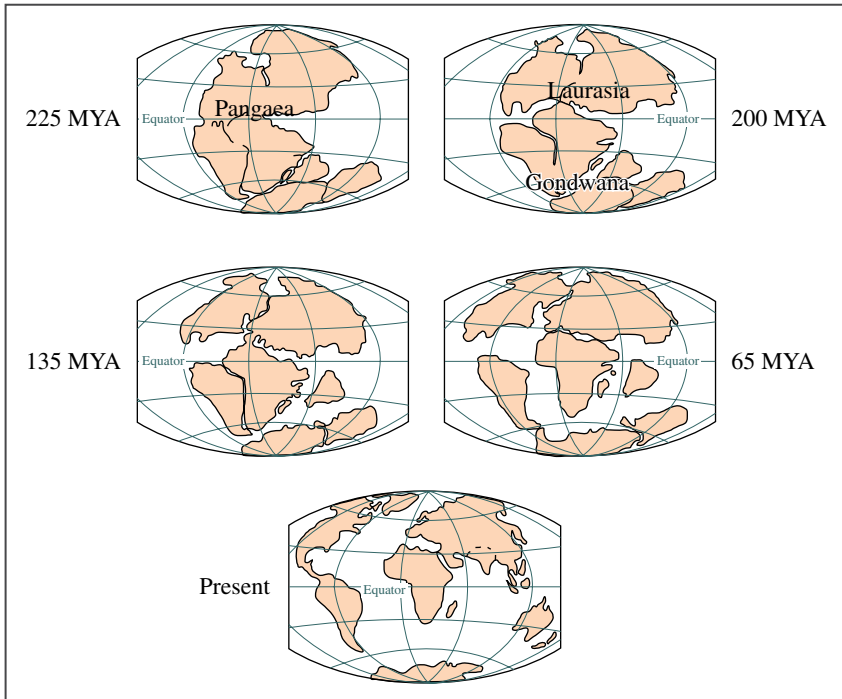 225 MYA
Equator
Pangaea
Laurasia
Equator
200 MYA
Gondwana
135 MYA
Equator
Equator
65 MYA
Present
Equator